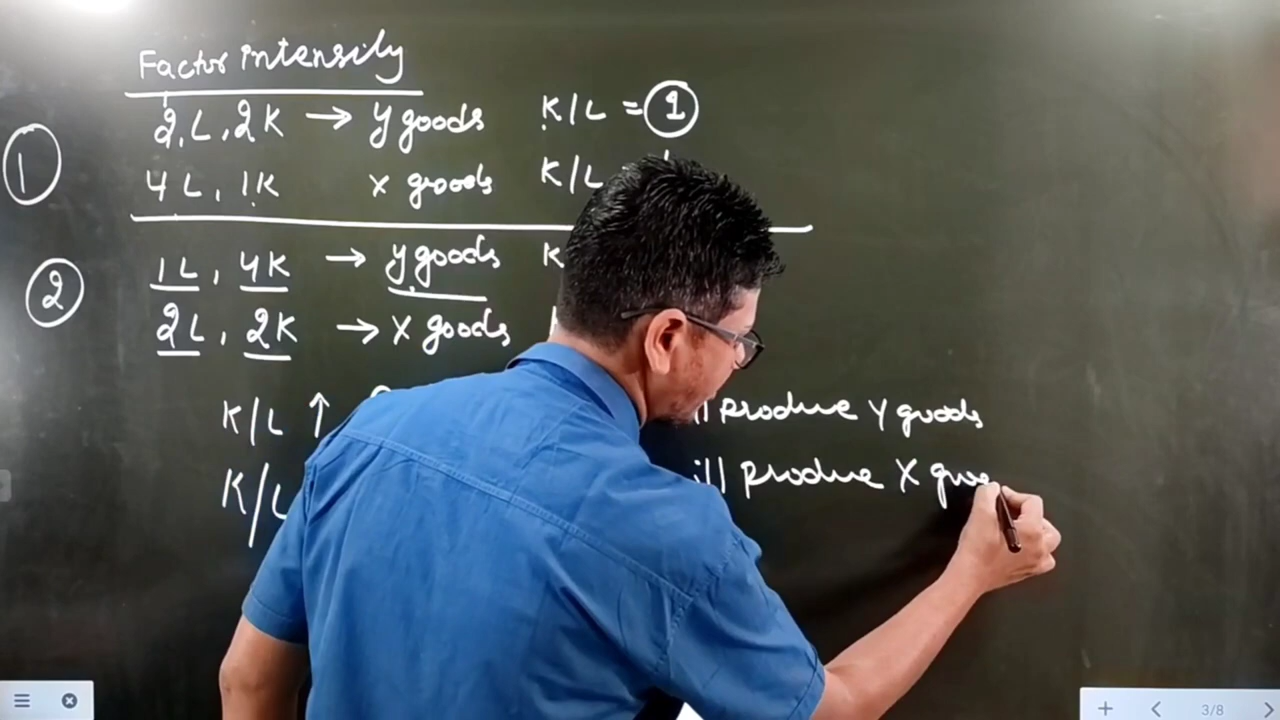 Factor intensity
① 2L, 2K → Y goods K/L = ①
4L, 1K X goods K/L
② 1L, 4K → Y goods K
2L, 2K → X goods
K/L ↑ produce Y goods
K/L produce X
3/8